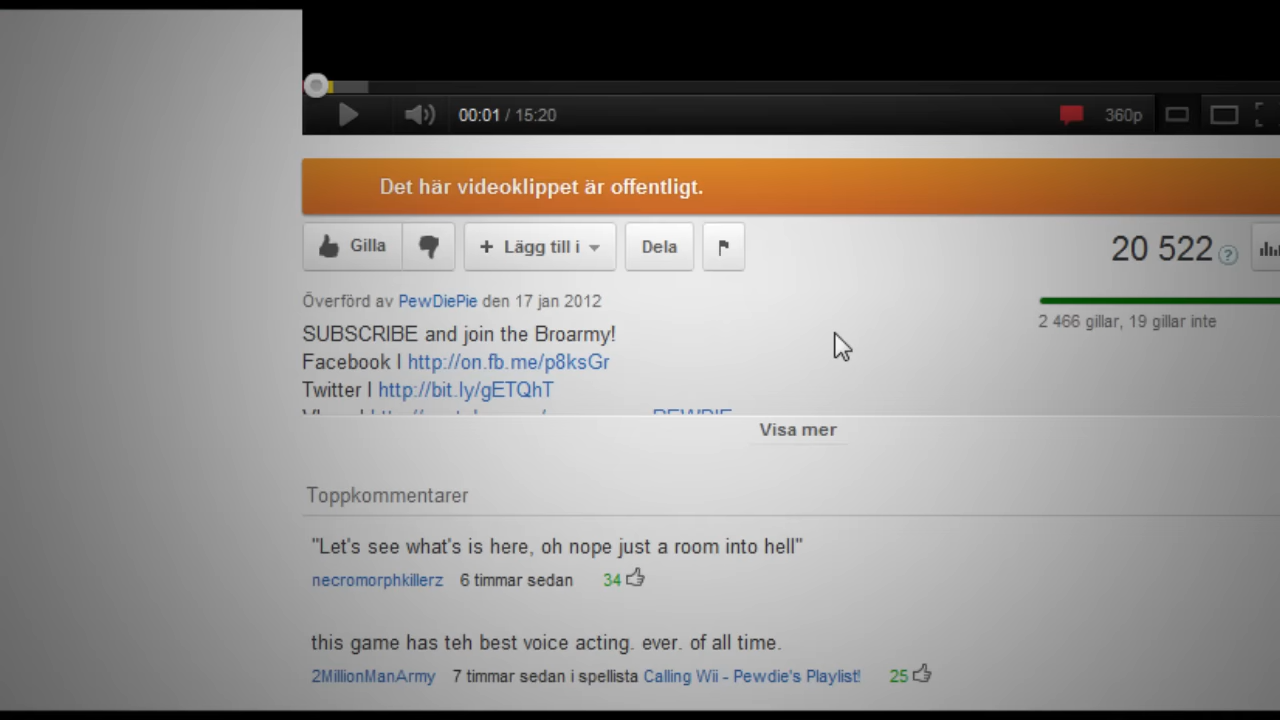 00:01 / 15:20
360p
Det här videoklippet är offentligt.
Gilla
+ Lägg till i
Dela
20 522 ?
Överförd av PewDiePie den 17 jan 2012
2 466 gillar, 19 gillar inte
SUBSCRIBE and join the Broarmy!
Facebook l http://on.fb.me/p8ksGr
Twitter l http://bit.ly/gETQhT
Visa mer
Toppkommentarer
"Let's see what's is here, oh nope just a room into hell"
necromorphkillerz 6 timmar sedan 34
this game has teh best voice acting. ever. of all time.
2MillionManArmy 7 timmar sedan i spellista Calling Wii - Pewdie's Playlist! 25